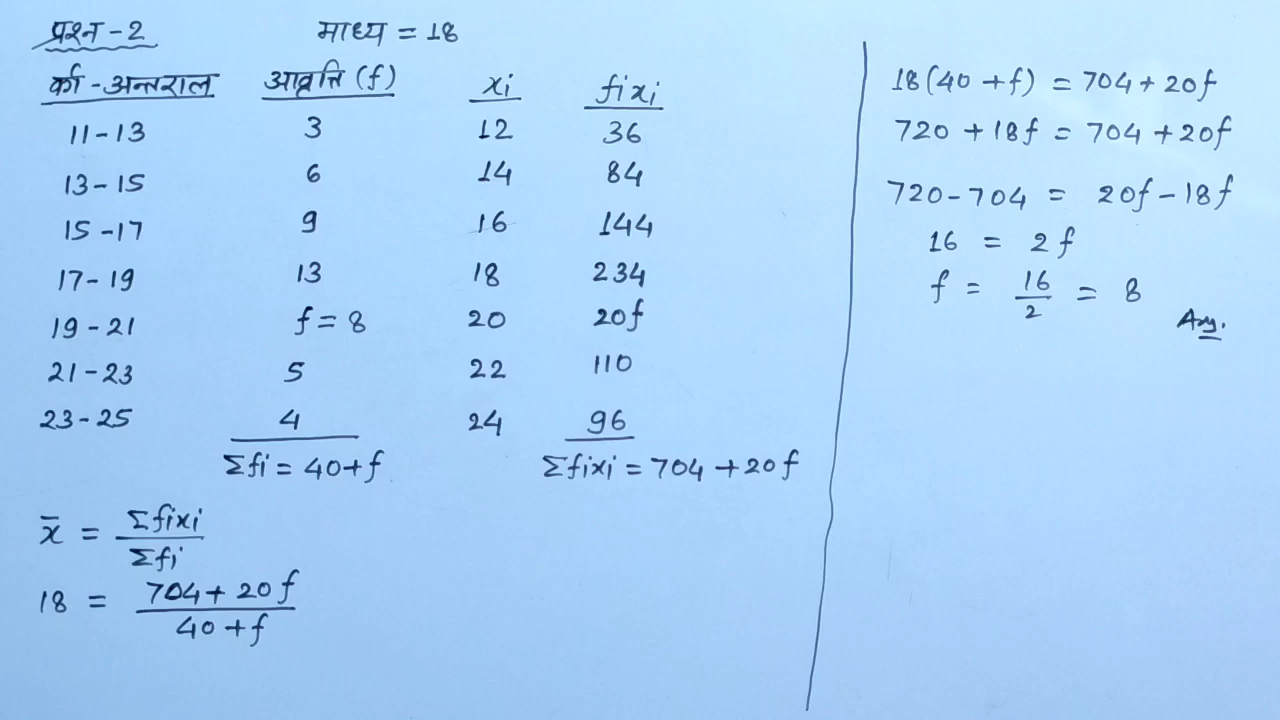 प्रश्न-2 माध्य = 18
वर्ग-अन्तराल आवृत्ति (f) xi fixi
11-13 3 12 36
13-15 6 14 84
15-17 9 16 144
17-19 13 18 234
19-21 f=8 20 20f
21-23 5 22 110
23-25 4 24 96
Σfi = 40+f Σfixi = 704+20f
x̄ = Σfixi / Σfi
18 = 704+20f / 40+f
18(40+f) = 704+20f
720+18f = 704+20f
720-704 = 20f-18f
16 = 2f
f = 16/2 = 8
Ans.